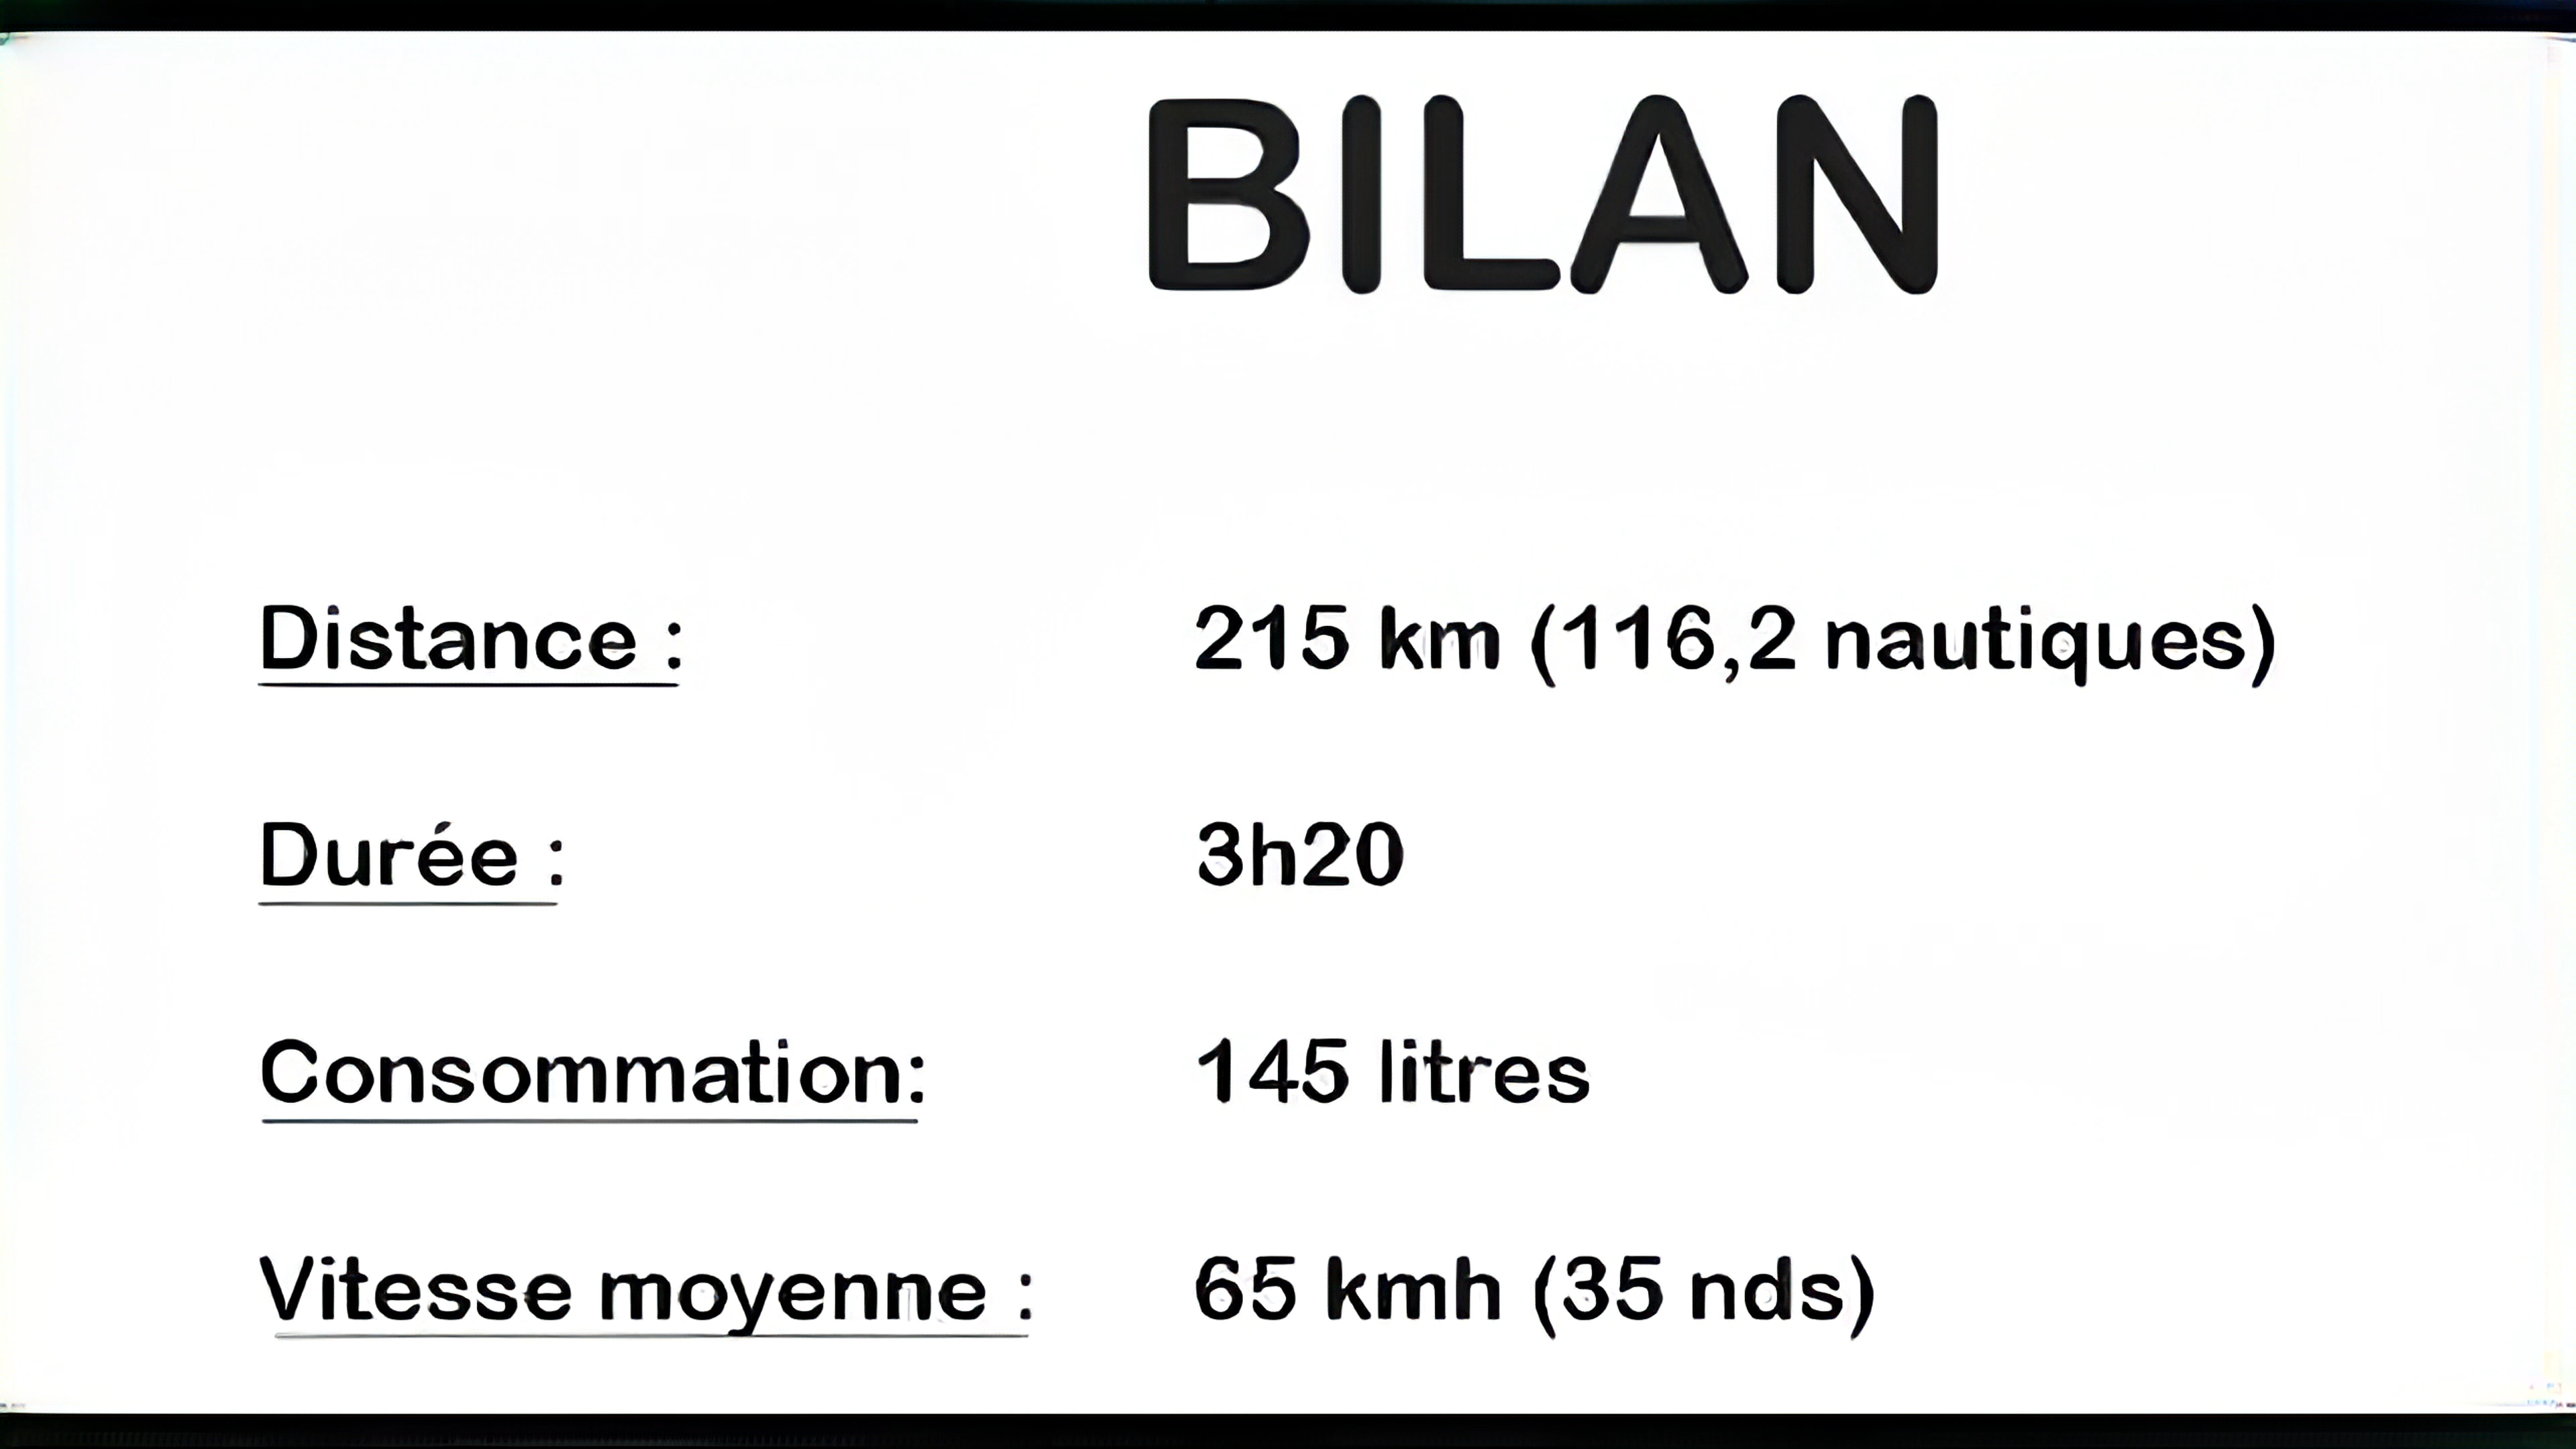 BILAN
Distance : 215 km (116,2 nautiques)
Durée : 3h20
Consommation: 145 litres
Vitesse moyenne : 65 kmh (35 nds)